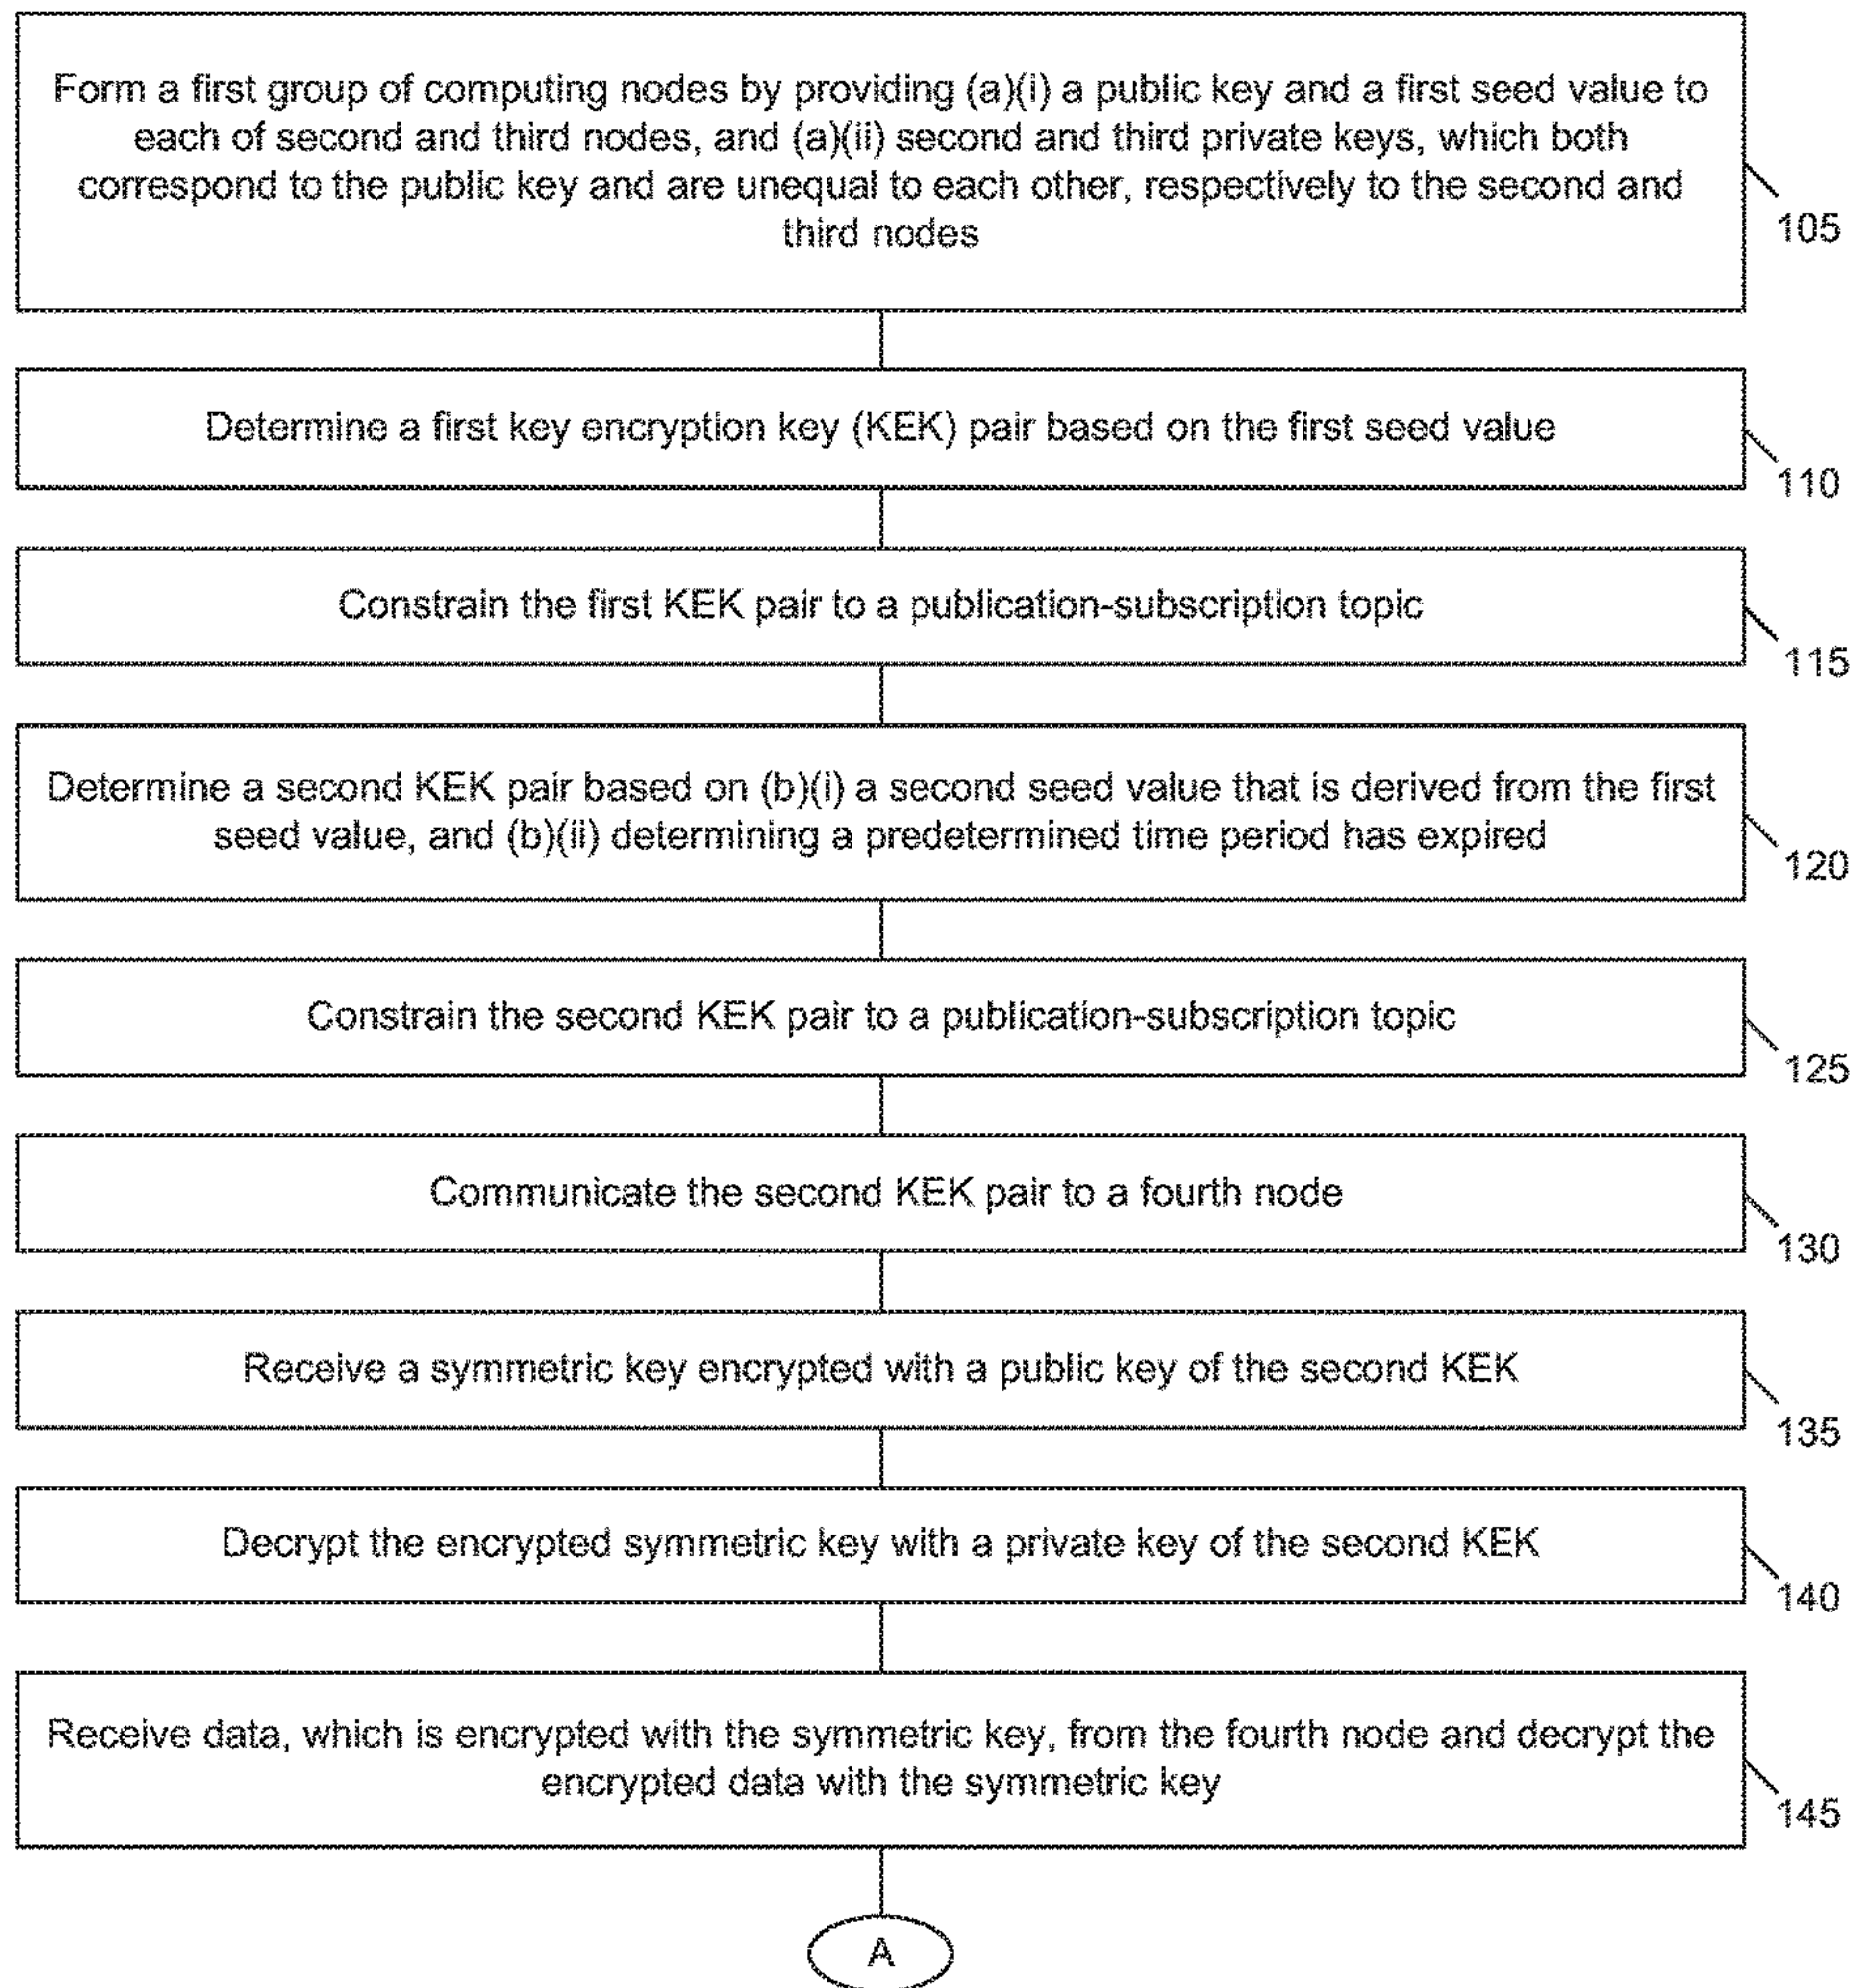 Form a first group of computing nodes by providing (a)(i) a public key and a first seed value to
each of second and third nodes, and (a)(ii) second and third private keys, which both
correspond to the public key and are unequal to each other, respectively to the second and
third nodes
105
Determine a first key encryption key (KEK) pair based on the first seed value
110
Constrain the first KEK pair to a publication-subscription topic
115
Determine a second KEK pair based on (b)(i) a second seed value that is derived from the first
seed value, and (b)(ii) determining a predetermined time period has expired
120
Constrain the second KEK pair to a publication-subscription topic
125
Communicate the second KEK pair to a fourth node
130
Receive a symmetric key encrypted with a public key of the second KEK
135
Decrypt the encrypted symmetric key with a private key of the second KEK
140
Receive data, which is encrypted with the symmetric key, from the fourth node and decrypt the
encrypted data with the symmetric key
145
A